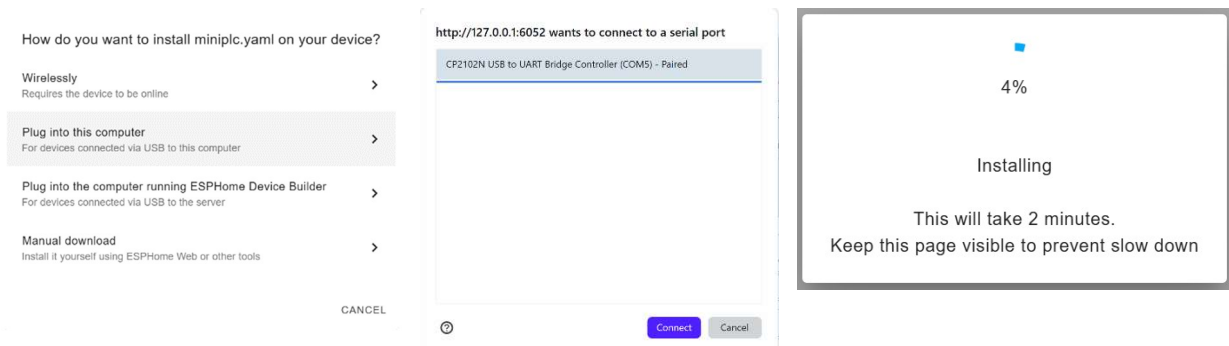 How do you want to install miniplc.yaml on your device?
Wirelessly
Requires the device to be online
Plug into this computer
For devices connected via USB to this computer
Plug into the computer running ESPHome Device Builder
For devices connected via USB to the server
Manual download
Install it yourself using ESPHome Web or other tools
CANCEL
http://127.0.0.1:6052 wants to connect to a serial port
CP2102N USB to UART Bridge Controller (COM5) - Paired
Connect
Cancel
4%
Installing
This will take 2 minutes.
Keep this page visible to prevent slow down